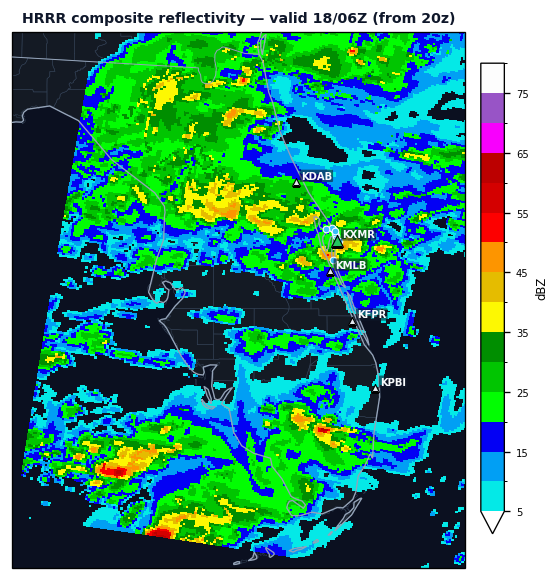 HRRR composite reflectivity — valid 18/06Z (from 20z)
KDAB
KXMR
KMLB
KFPR
KPBI
75
65
55
45
35
25
15
5
dBZ